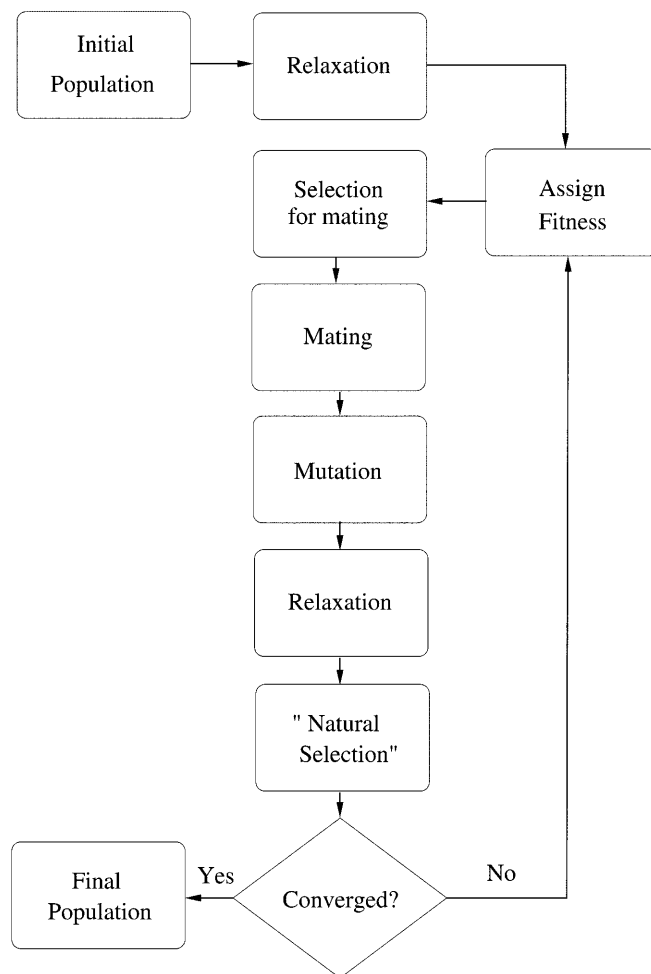 Initial
Population
Relaxation
Selection
for mating
Assign
Fitness
Mating
Mutation
Relaxation
" Natural
Selection"
Yes
No
Final
Population
Converged?